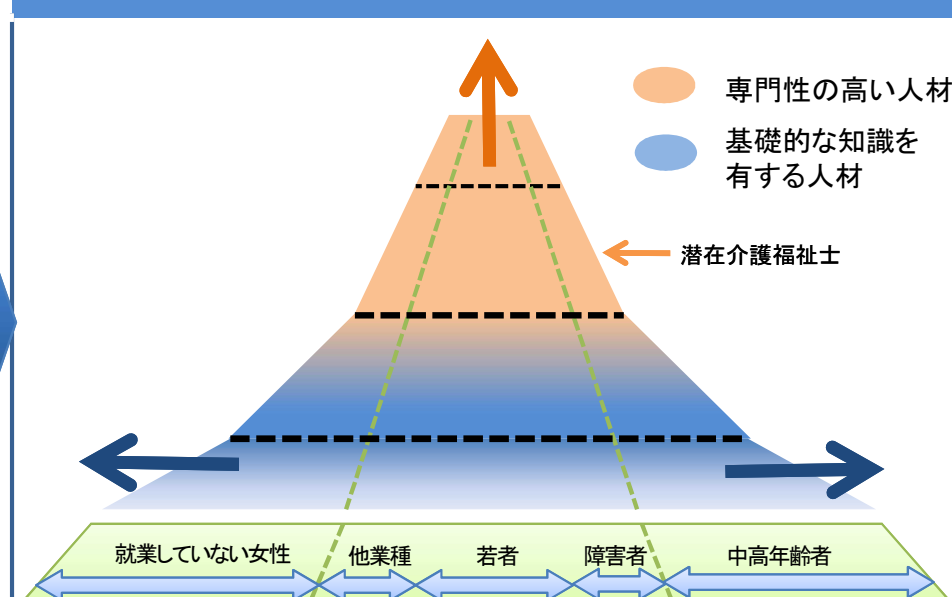 専門性の高い人材
基礎的な知識を
有する人材
潜在介護福祉士
就業していない女性
他業種
若者
障害者
中高年齢者